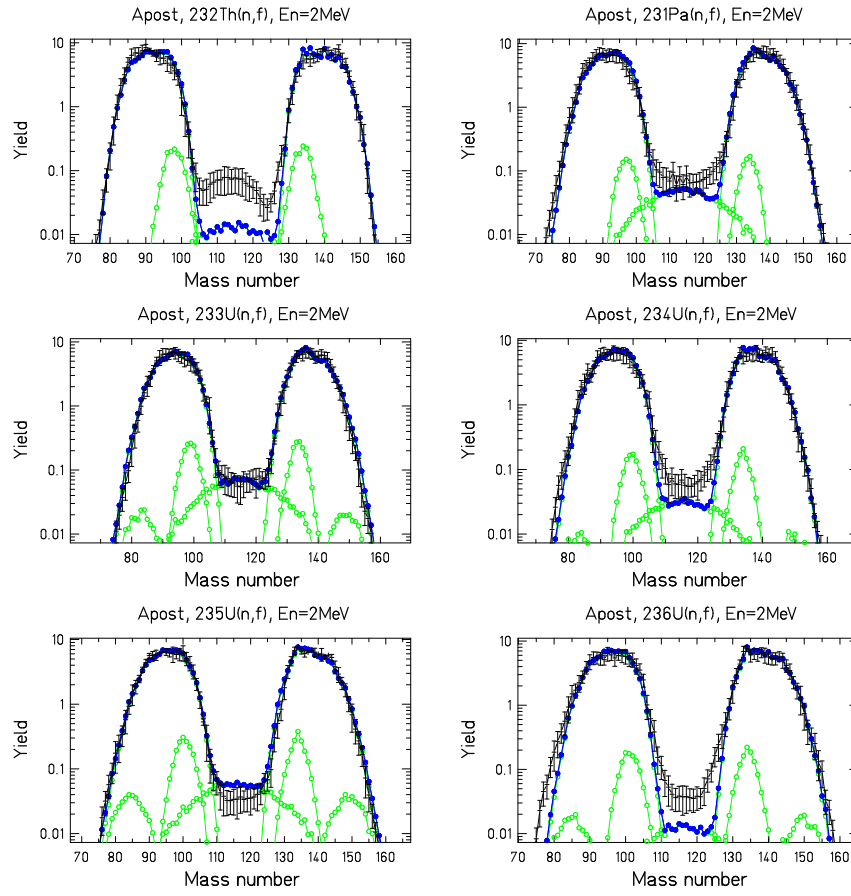 Apost, 232Th(n,f), En=2MeV
Apost, 231Pa(n,f), En=2MeV
10
1
0.1
0.01
Yield
70 80 90 100 110 120 130 140 150 160
Mass number
10
1
0.1
0.01
Yield
70 80 90 100 110 120 130 140 150 160
Mass number
Apost, 233U(n,f), En=2MeV
Apost, 234U(n,f), En=2MeV
10
1
0.1
0.01
Yield
80 100 120 140 160
Mass number
10
1
0.1
0.01
Yield
80 100 120 140 160
Mass number
Apost, 235U(n,f), En=2MeV
Apost, 236U(n,f), En=2MeV
10
1
0.1
0.01
Yield
70 80 90 100 110 120 130 140 150 160
Mass number
10
1
0.1
0.01
Yield
70 80 90 100 110 120 130 140 150 160
Mass number